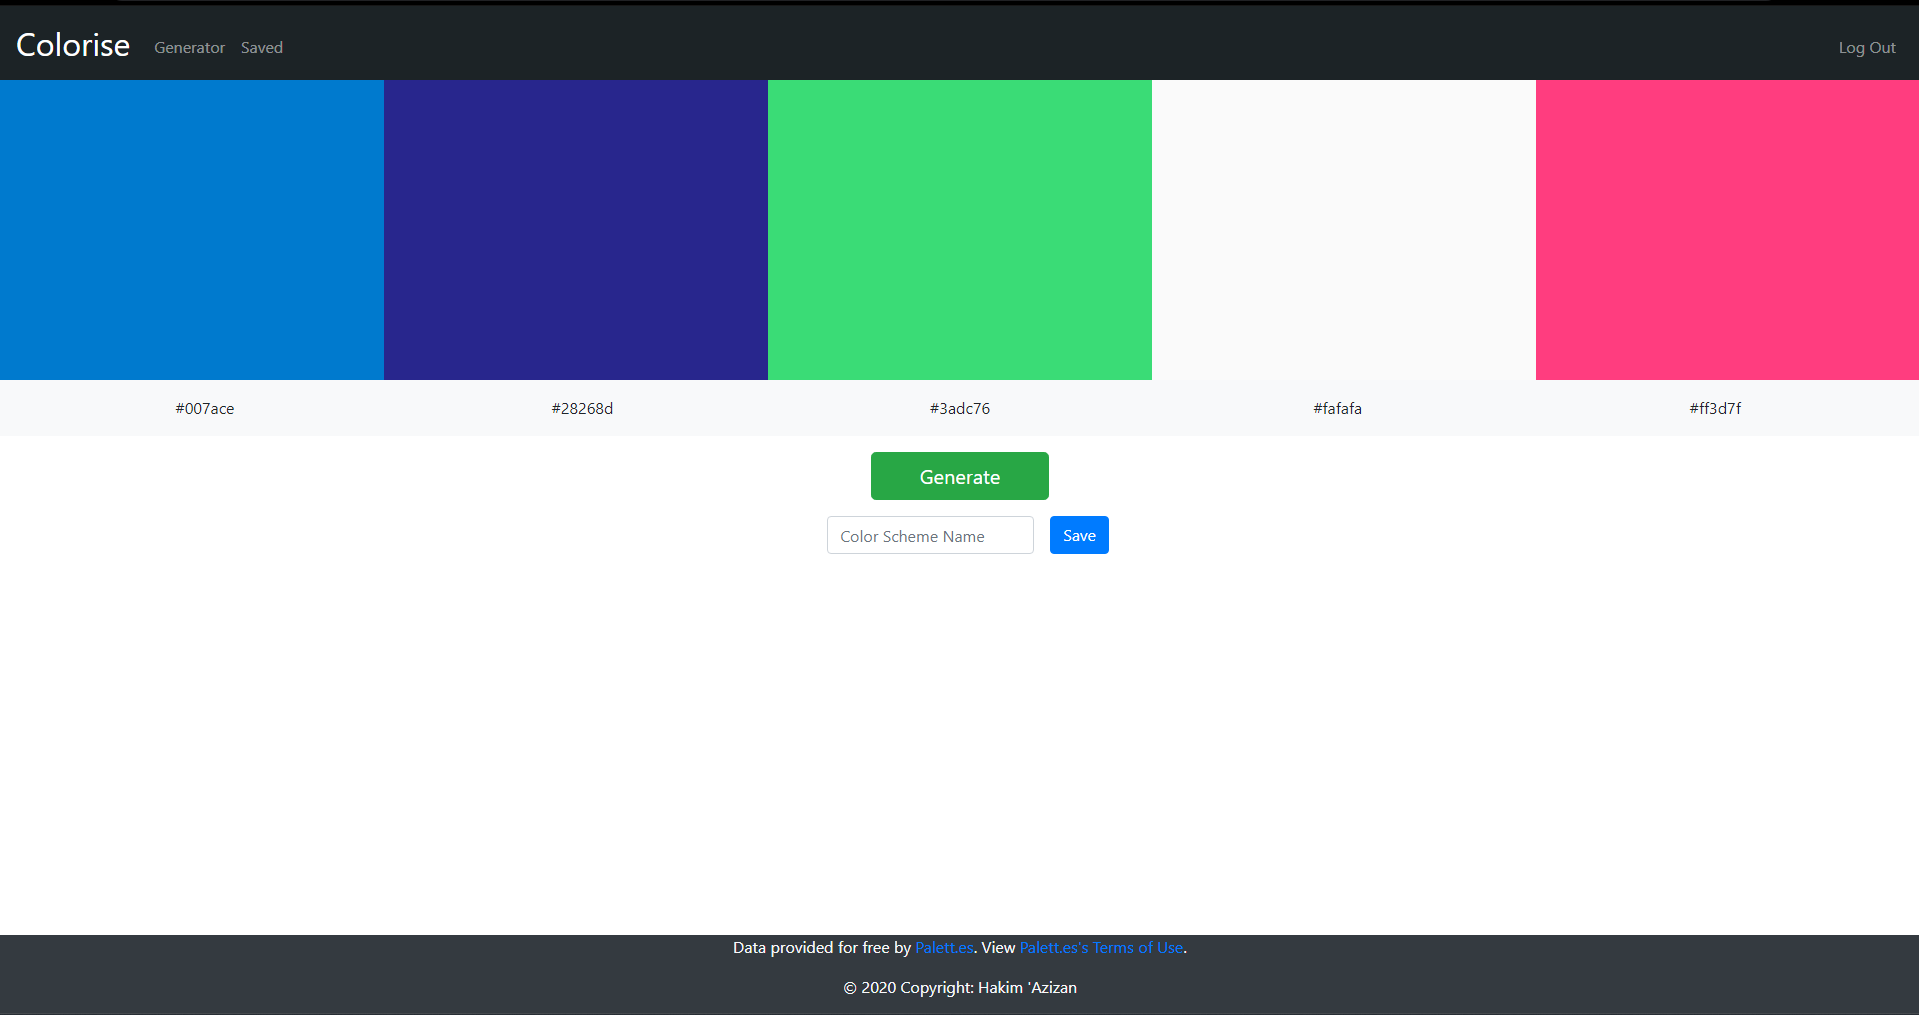 Colorise Generator Saved Log Out
#007ace #28268d #3adc76 #fafafa #ff3d7f
Generate
Color Scheme Name Save
Data provided for free by Palett.es. View Palett.es's Terms of Use.
© 2020 Copyright: Hakim 'Azizan